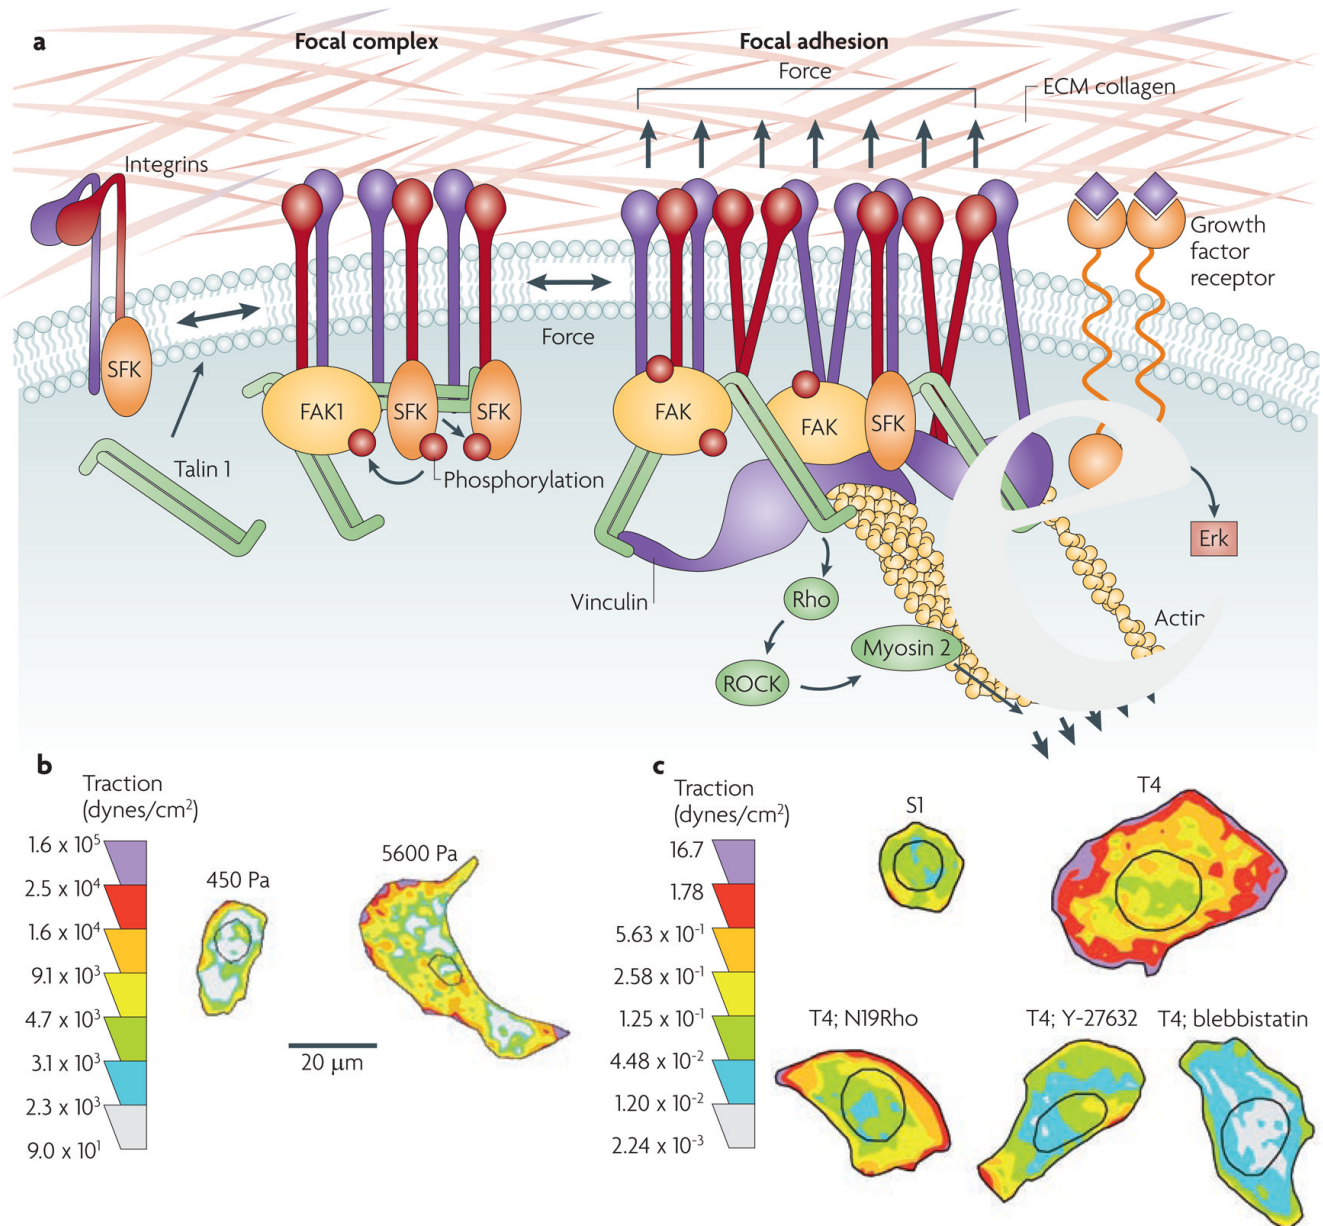 a
Focal complex
Focal adhesion
Force
ECM collagen
Integrins
Growth
factor
receptor
Force
SFK
FAK1
SFK
SFK
FAK
FAK
SFK
Talin 1
Phosphorylation
Erk
Vinculin
Rho
Myosin 2
ROCK
b
Traction
(dynes/cm²)
1.6 x 10⁵
2.5 x 10⁴
1.6 x 10⁴
9.1 x 10³
4.7 x 10³
3.1 x 10³
2.3 x 10³
9.0 x 10¹
450 Pa
5600 Pa
20 μm
c
Traction
(dynes/cm²)
16.7
1.78
5.63 x 10⁻¹
2.58 x 10⁻¹
1.25 x 10⁻¹
4.48 x 10⁻²
1.20 x 10⁻²
2.24 x 10⁻³
S1
T4
T4; N19Rho
T4; Y-27632
T4; blebbistatin